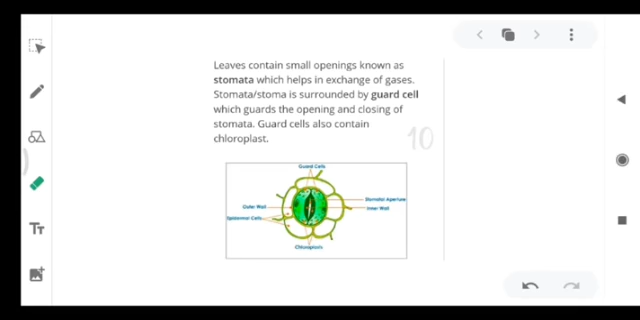 Leaves contain small openings known as
stomata which helps in exchange of gases.
Stomata/stoma is surrounded by guard cell
which guards the opening and closing of
stomata. Guard cells also contain
chloroplast.
10
Guard Cells
Stomatal Aperture
Outer Wall
Inner Wall
Epidermal Cells
Chloroplasts
Tт